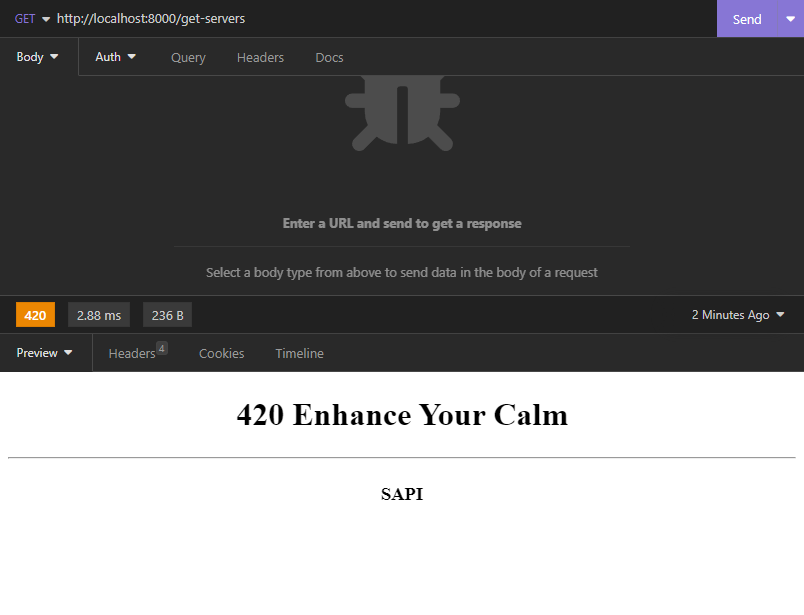 GET http://localhost:8000/get-servers Send
Body Auth Query Headers Docs
Enter a URL and send to get a response
Select a body type from above to send data in the body of a request
420 2.88 ms 236 B 2 Minutes Ago
Preview Headers 4 Cookies Timeline
420 Enhance Your Calm
SAPI